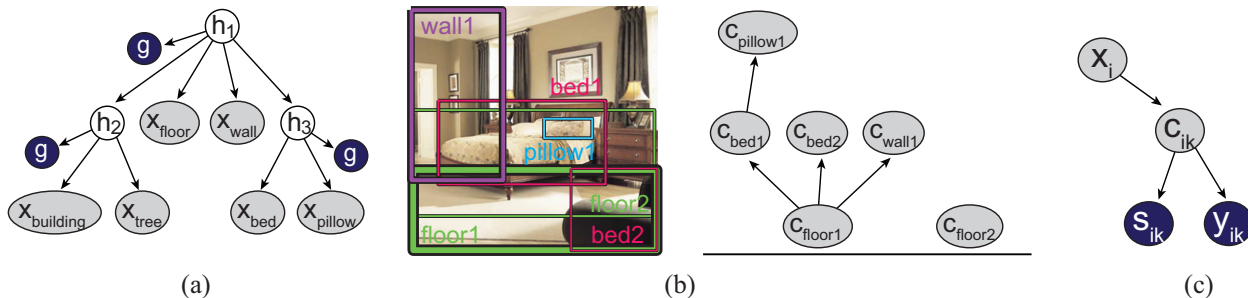 h1
g
h2
xfloor
xwall
h3
g
g
xbuilding
xtree
xbed
xpillow
(a)
wall1
bed1
pillow1
floor2
floor1
bed2
cpillow1
cbed1
cbed2
cwall1
cfloor1
cfloor2
(b)
xi
cik
sik
yik
(c)